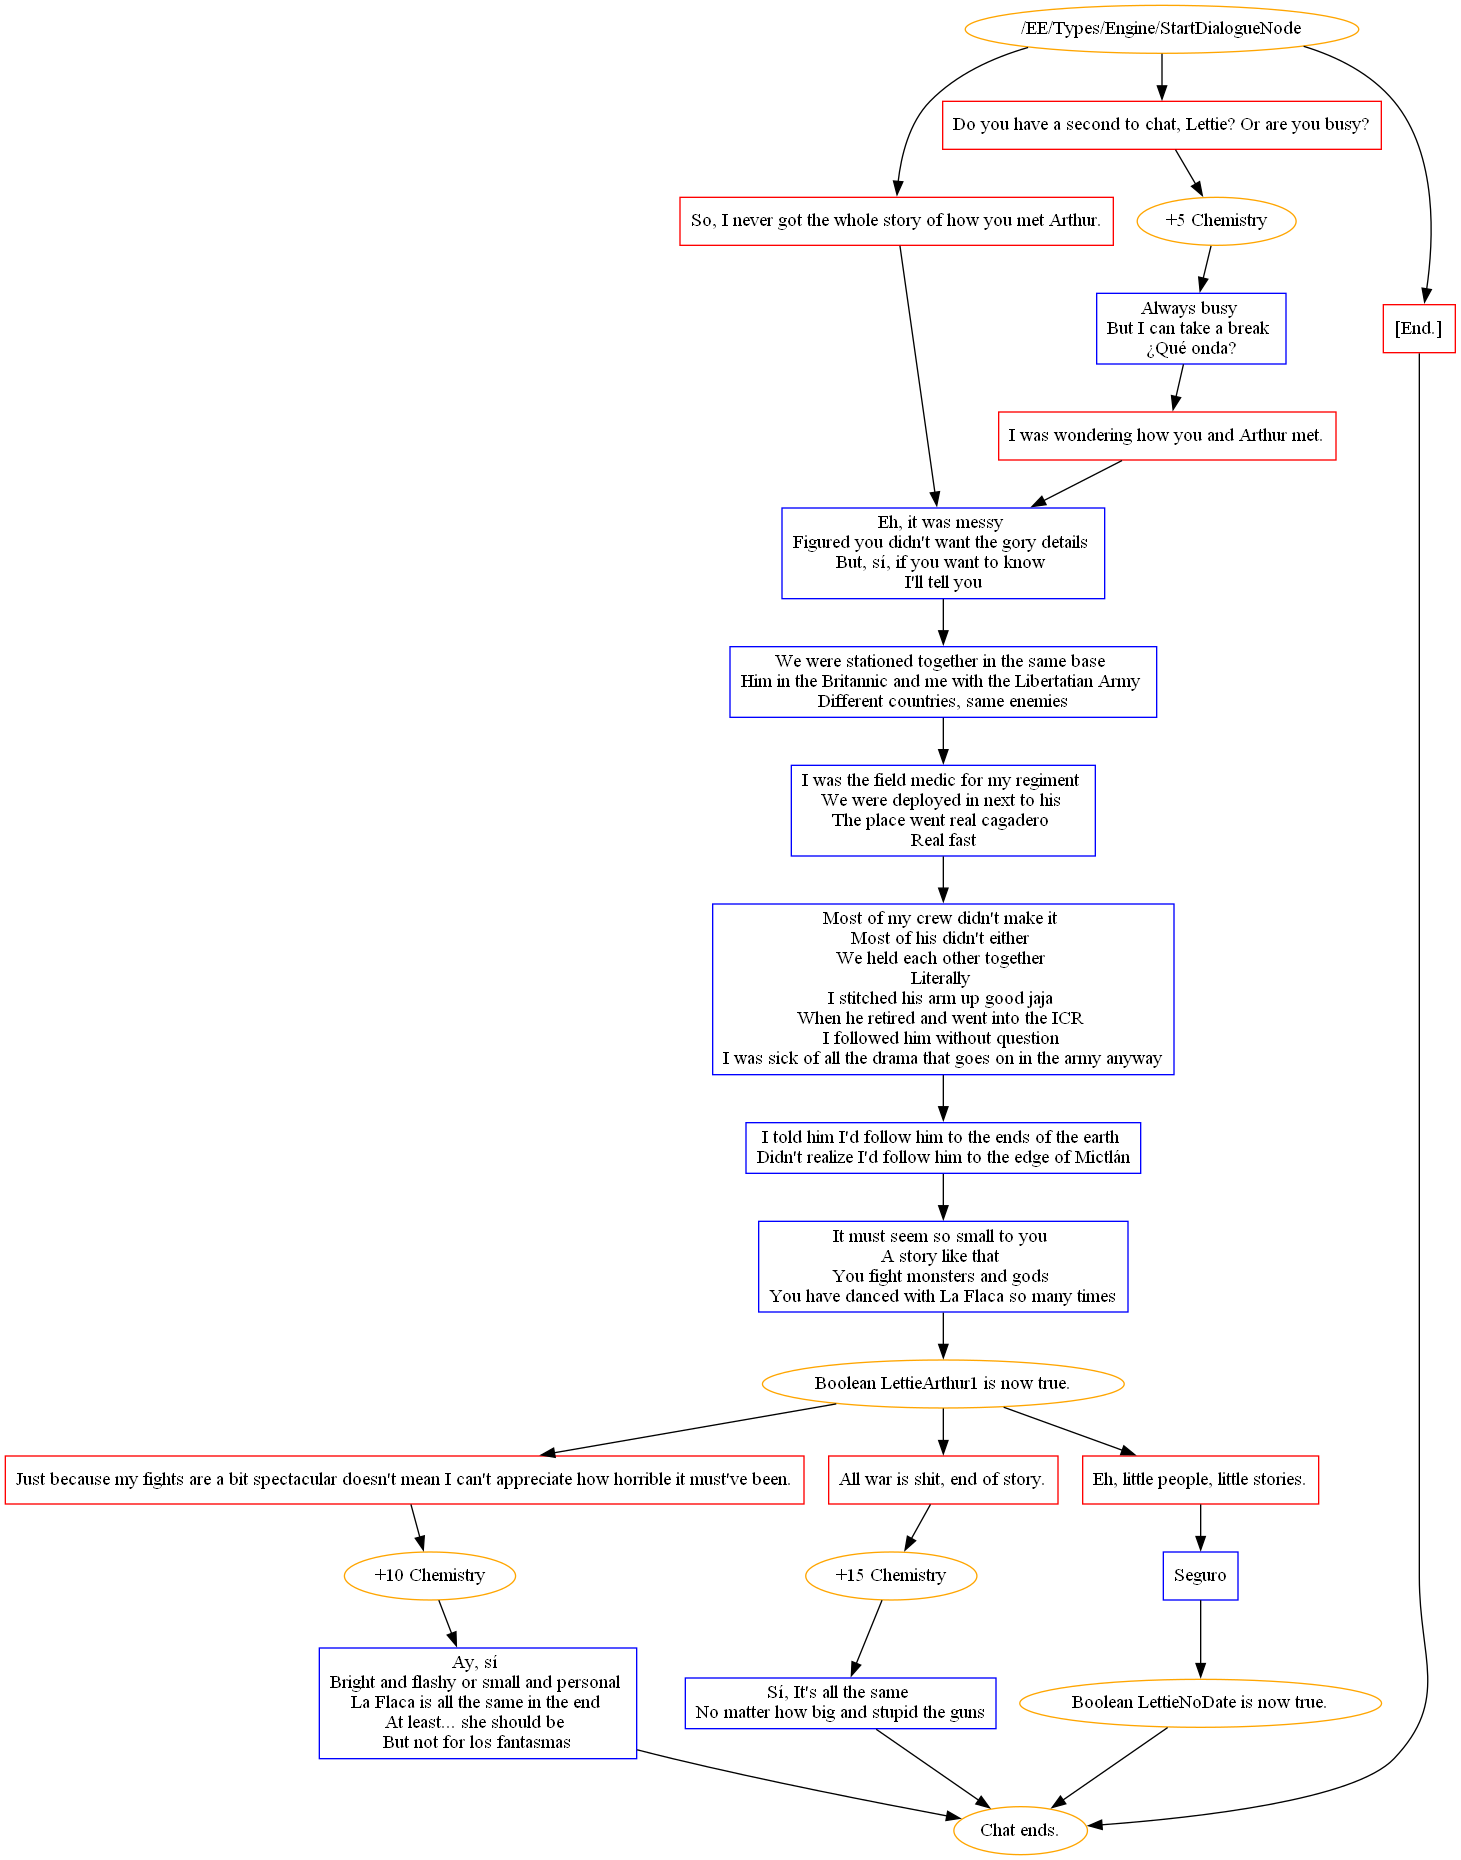 /EE/Types/Engine/StartDialogueNode
Do you have a second to chat, Lettie? Or are you busy?
So, I never got the whole story of how you met Arthur.
+5 Chemistry
Always busy
But I can take a break
¿Qué onda?
[End.]
I was wondering how you and Arthur met.
Eh, it was messy
Figured you didn't want the gory details
But, sí, if you want to know
I'll tell you
We were stationed together in the same base
Him in the Britannic and me with the Libertatian Army
Different countries, same enemies
I was the field medic for my regiment
We were deployed in next to his
The place went real cagadero
Real fast
Most of my crew didn't make it
Most of his didn't either
We held each other together
Literally
I stitched his arm up good jaja
When he retired and went into the ICR
I followed him without question
I was sick of all the drama that goes on in the army anyway
I told him I'd follow him to the ends of the earth
Didn't realize I'd follow him to the edge of Mictlán
It must seem so small to you
A story like that
You fight monsters and gods
You have danced with La Flaca so many times
Boolean LettieArthur1 is now true.
Just because my fights are a bit spectacular doesn't mean I can't appreciate how horrible it must've been.
All war is shit, end of story.
Eh, little people, little stories.
+10 Chemistry
+15 Chemistry
Seguro
Ay, sí
Bright and flashy or small and personal
La Flaca is all the same in the end
At least... she should be
But not for los fantasmas
Sí, It's all the same
No matter how big and stupid the guns
Boolean LettieNoDate is now true.
Chat ends.